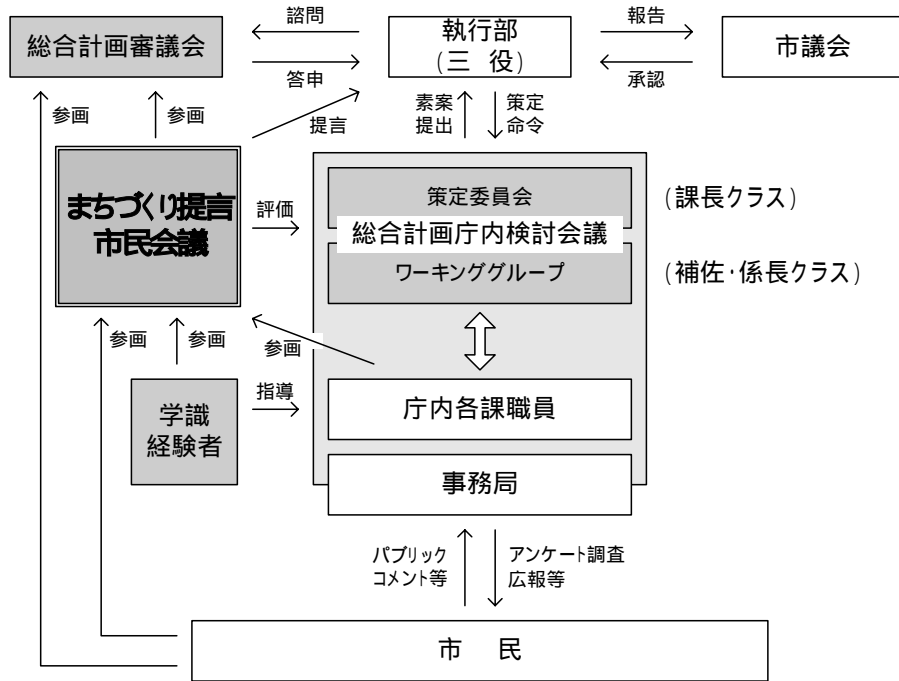 諮問
報告
総合計画審議会
執行部
(三　役)
市議会
答申
承認
参画
参画
提言
素案
提出
策定
命令
まちづくり提言
市民会議
評価
策定委員会
(課長クラス)
総合計画庁内検討会議
ワーキンググループ
(補佐・係長クラス)
参画
参画
参画
指導
学識
経験者
庁内各課職員
事務局
パブリック
コメント等
アンケート調査
広報等
市　民